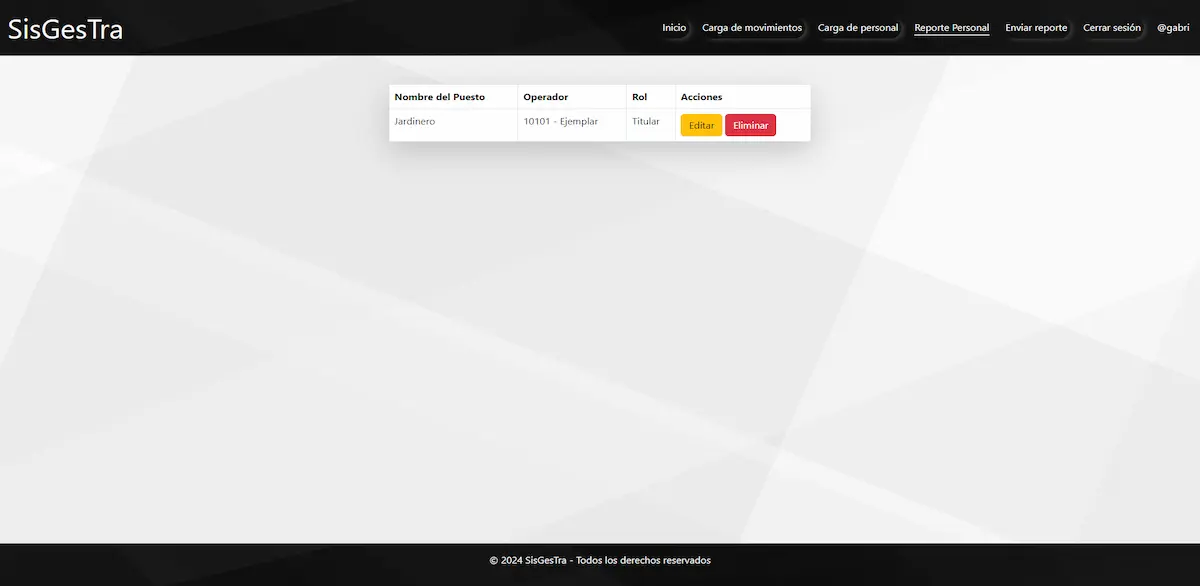 SisGesTra
Inicio Carga de movimientos Carga de personal Reporte Personal Enviar reporte Cerrar sesión @gabri
Nombre del Puesto Operador Rol Acciones
Jardinero 10101 - Ejemplar Titular Editar Eliminar
© 2024 SisGesTra - Todos los derechos reservados